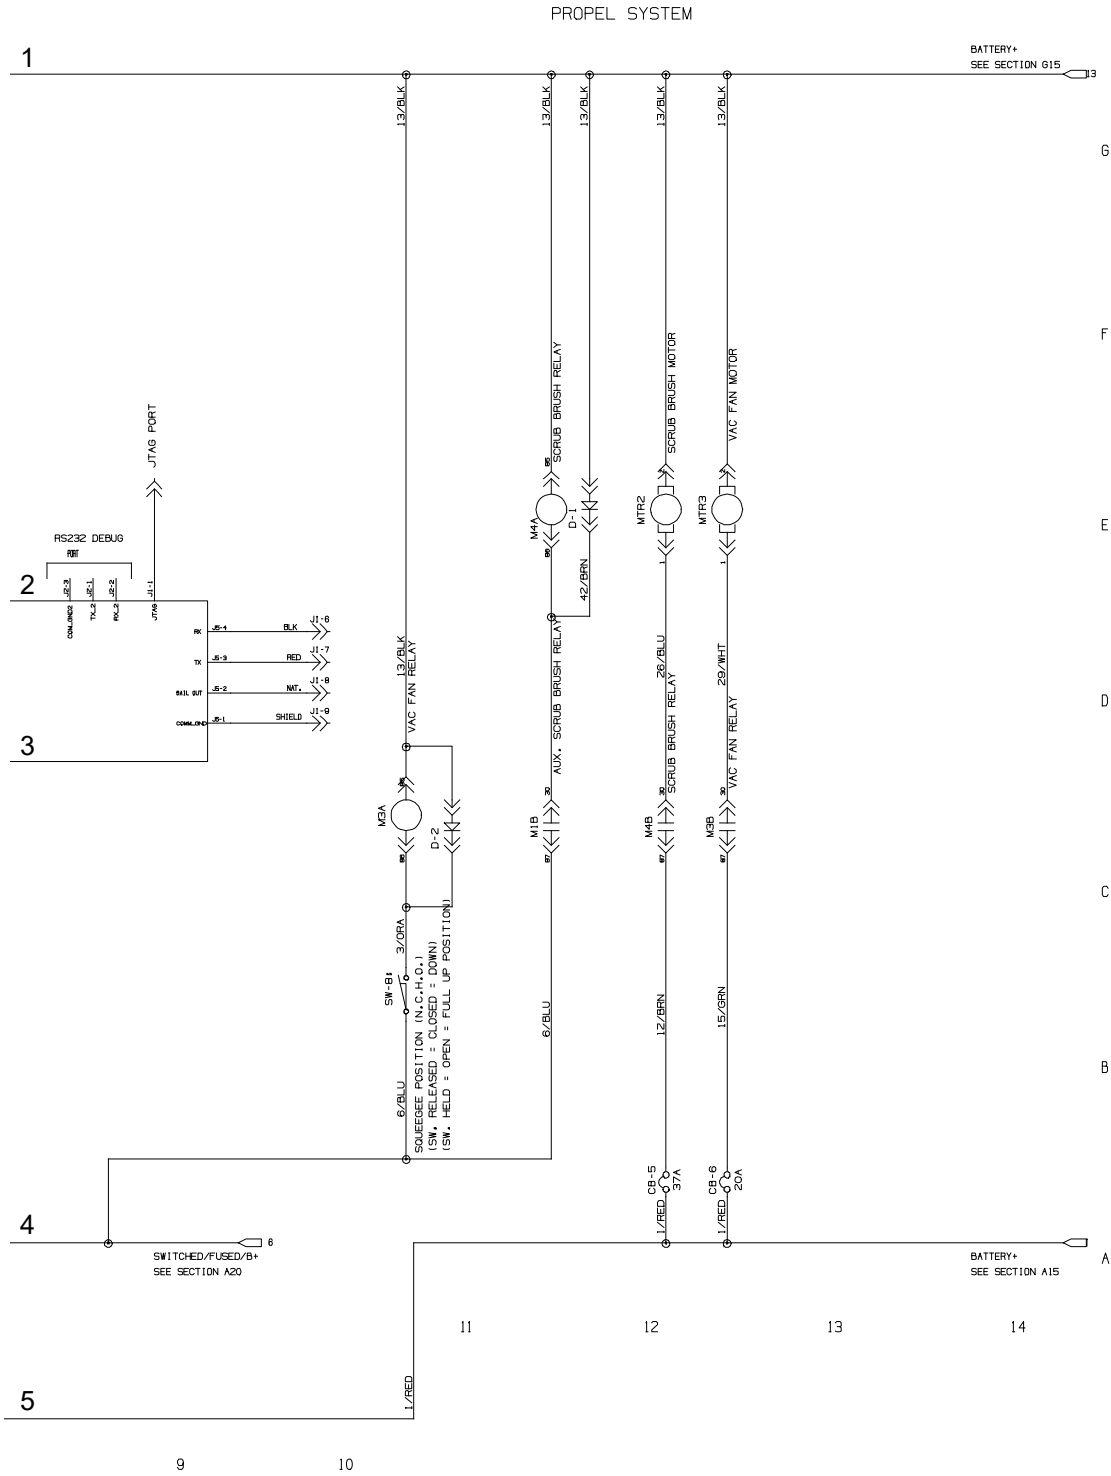 PROPEL SYSTEM
1
BATTERY+
SEE SECTION G15
13
13/BLK
13/BLK
13/BLK
13/BLK
13/BLK
G
F
SCRUB BRUSH RELAY
SCRUB BRUSH MOTOR
VAC FAN MOTOR
JTAG PORT
M4A
D-1
MTR2
MTR3
1
1
E
RS232 DEBUG
PORT
42/BRN
2
J2-3
J2-1
J2-2
J1-1
TX_2
RX_2
JTAG
RX
J5-4
BLK
J1-6
TX
J5-3
RED
J1-7
BAIL OUT
J5-2
NAT.
J1-8
COMM_GND
J5-1
SHIELD
J1-9
3
13/BLK
VAC FAN RELAY
AUX. SCRUB BRUSH RELAY
26/BLU
SCRUB BRUSH RELAY
29/WHT
VAC FAN RELAY
D
30
30
30
M3A
D-2
M1B
M4B
M3B
87
87
87
C
3/ORA
SW-8:
SQUEEGEE POSITION (N.C.H.O.)
(SW. RELEASED = CLOSED = DOWN)
(SW. HELD = OPEN = FULL UP POSITION)
6/BLU
6/BLU
12/BRN
15/GRN
B
CB-5
37A
CB-6
20A
1/RED
1/RED
4
6
SWITCHED/FUSED/B+
SEE SECTION A20
BATTERY+
SEE SECTION A15
A
11
12
13
14
1/RED
5
9
10